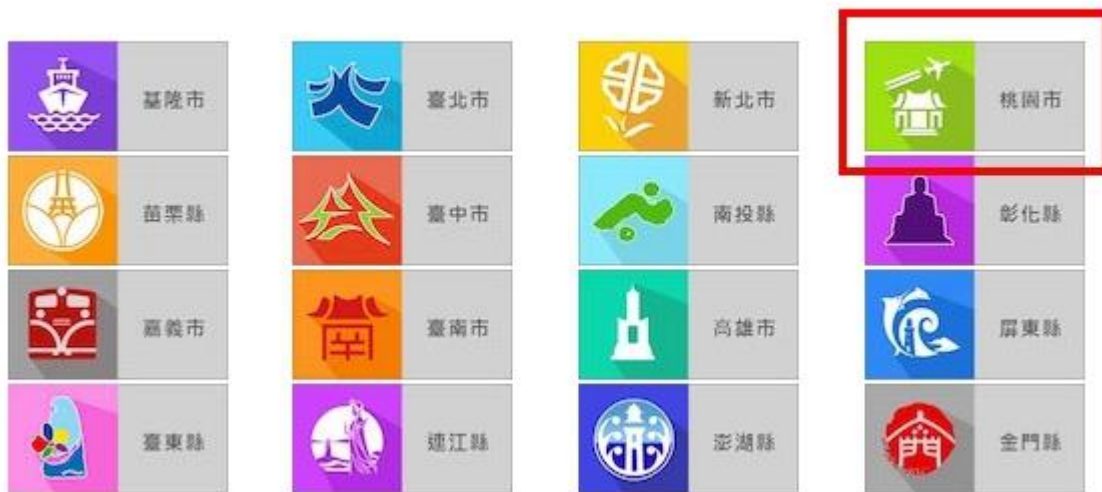 基隆市
臺北市
新北市
桃園市
苗栗縣
臺中市
南投縣
彰化縣
嘉義市
臺南市
高雄市
屏東縣
臺東縣
連江縣
澎湖縣
金門縣